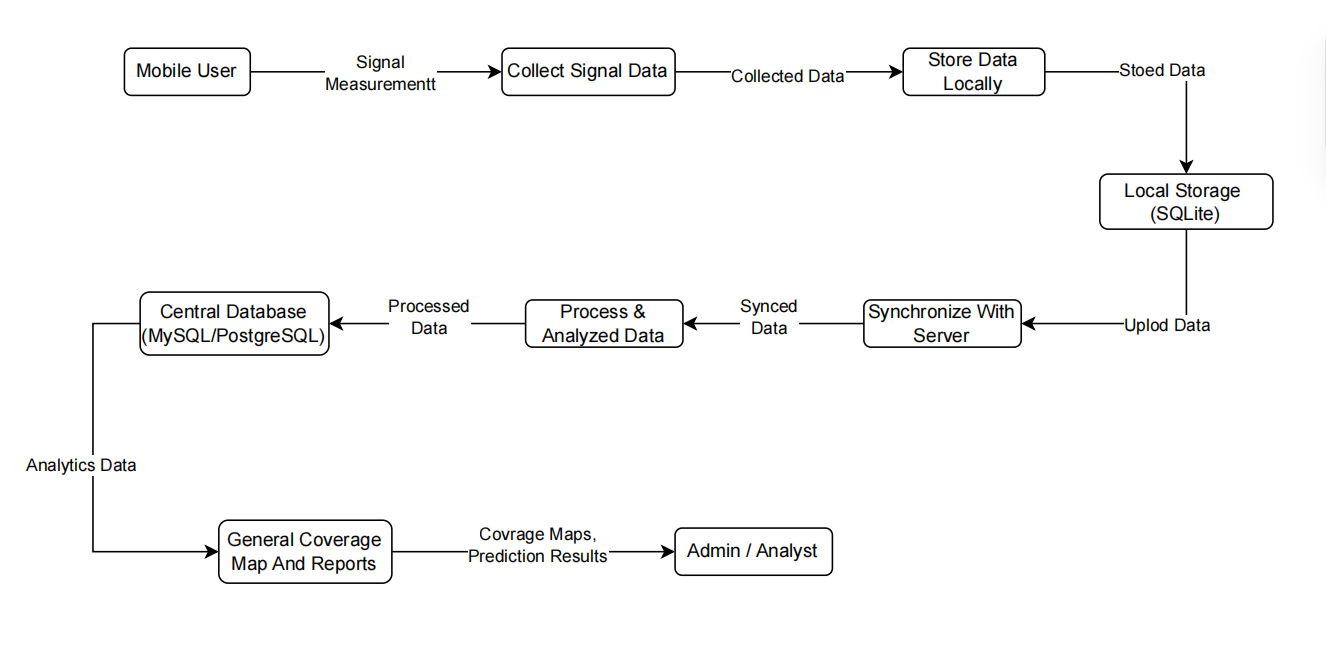 Mobile User
Signal
Measurementt
Collect Signal Data
Collected Data
Store Data
Locally
Stoed Data
Local Storage
(SQLite)
Uplod Data
Synchronize With
Server
Synced
Data
Process &
Analyzed Data
Processed
Data
Central Database
(MySQL/PostgreSQL)
Analytics Data
General Coverage
Map And Reports
Covrage Maps,
Prediction Results
Admin / Analyst